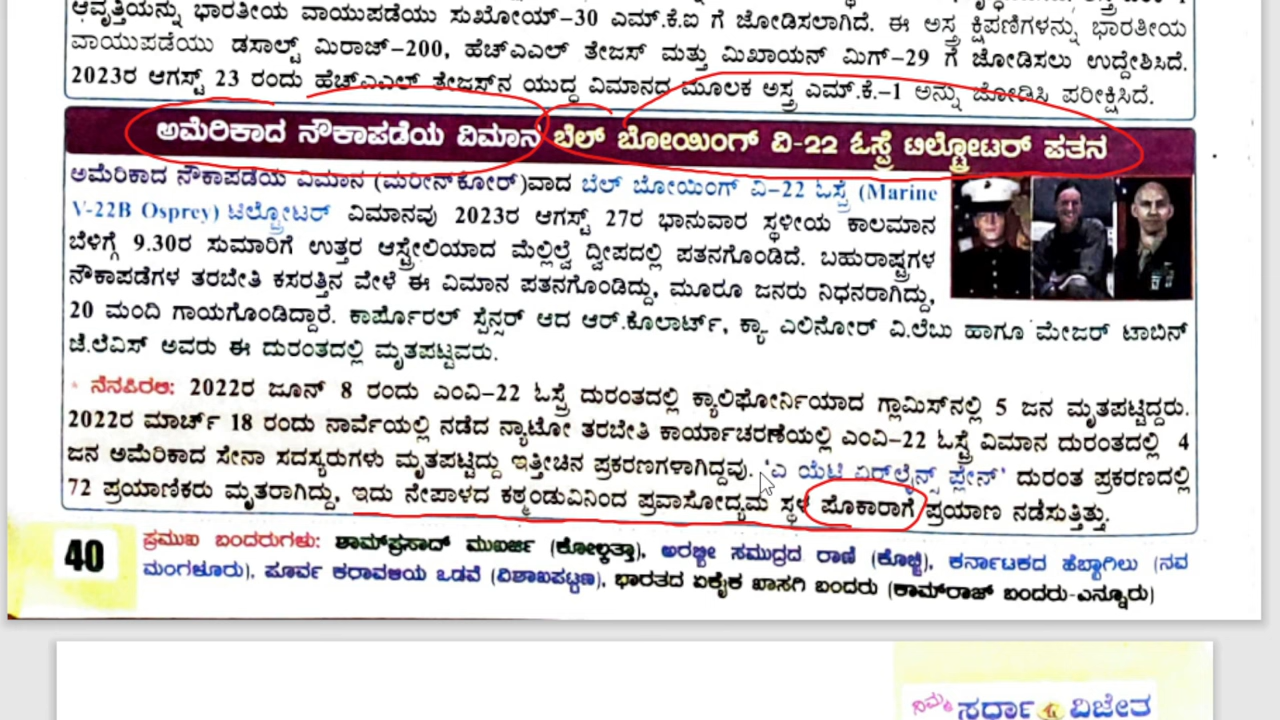 ಆವೃತ್ತಿಯನ್ನು ಭಾರತೀಯ ವಾಯುಪಡೆಯು ಸುಖೋಯ್-30 ಎಮ್.ಕೆ.ಐ ಗೆ ಜೋಡಿಸಲಾಗಿದೆ. ಈ ಅಸ್ತ್ರ ಕ್ಷಿಪಣಿಗಳನ್ನು ಭಾರತೀಯ
ವಾಯುಪಡೆಯು ಡಸಾಲ್ಟ್ ಮಿರಾಜ್-200, ಹೆಚ್ಎಎಲ್ ತೇಜಸ್ ಮತ್ತು ಮಿಖಾಯನ್ ಮಿಗ್-29 ಗೆ ಜೋಡಿಸಲು ಉದ್ದೇಶಿಸಿದೆ.
2023ರ ಆಗಸ್ಟ್ 23 ರಂದು ಹೆಚ್ಎಎಲ್ ತೇಜಸ್‌ನ ಯುದ್ಧ ವಿಮಾನದ ಮೂಲಕ ಅಸ್ತ್ರ ಎಮ್.ಕೆ.-1 ಅನ್ನು ಜೋಡಿಸಿ ಪರೀಕ್ಷಿಸಿದೆ.
ಅಮೆರಿಕಾದ ನೌಕಾಪಡೆಯ ವಿಮಾನ ಬೆಲ್ ಬೋಯಿಂಗ್ ವಿ-22 ಓಸ್ಪ್ರೆ ಟಿಲ್ಟ್ರೋಟರ್ ಪತನ
ಅಮೆರಿಕಾದ ನೌಕಾಪಡೆಯ ವಿಮಾನ (ಮರೀನ್‌ಕೋರ್)ವಾದ ಬೆಲ್ ಬೋಯಿಂಗ್ ವಿ-22 ಓಸ್ಪ್ರೆ (Marine
V-22B Osprey) ಟಿಲ್ಟ್ರೋಟರ್ ವಿಮಾನವು 2023ರ ಆಗಸ್ಟ್ 27ರ ಭಾನುವಾರ ಸ್ಥಳೀಯ ಕಾಲಮಾನ
ಬೆಳಿಗ್ಗೆ 9.30ರ ಸುಮಾರಿಗೆ ಉತ್ತರ ಆಸ್ಟ್ರೇಲಿಯಾದ ಮೆಲ್ವಿಲ್ಲೆ ದ್ವೀಪದಲ್ಲಿ ಪತನಗೊಂಡಿದೆ. ಬಹುರಾಷ್ಟ್ರಗಳ
ನೌಕಾಪಡೆಗಳ ತರಬೇತಿ ಕಸರತ್ತಿನ ವೇಳೆ ಈ ವಿಮಾನ ಪತನಗೊಂಡಿದ್ದು, ಮೂರೂ ಜನರು ನಿಧನರಾಗಿದ್ದು,
20 ಮಂದಿ ಗಾಯಗೊಂಡಿದ್ದಾರೆ. ಕಾರ್ಪೊರಲ್ ಸ್ಪೆನ್ಸರ್ ಆದ ಆರ್.ಕೊಲಾರ್ಟ್, ಕ್ಯಾ ಎಲಿನೋರ್ ವಿ.ಲೆಬು ಹಾಗೂ ಮೇಜರ್ ಟಾಬಿನ್
ಜೆ.ಲೆವಿಸ್ ಅವರು ಈ ದುರಂತದಲ್ಲಿ ಮೃತಪಟ್ಟವರು.
ನೆನಪಿರಲಿ: 2022ರ ಜೂನ್ 8 ರಂದು ಎಂವಿ-22 ಓಸ್ಪ್ರೆ ದುರಂತದಲ್ಲಿ ಕ್ಯಾಲಿಫೋರ್ನಿಯಾದ ಗ್ಲಾಮಿಸ್‌ನಲ್ಲಿ 5 ಜನ ಮೃತಪಟ್ಟಿದ್ದರು.
2022ರ ಮಾರ್ಚ್ 18 ರಂದು ನಾರ್ವೆಯಲ್ಲಿ ನಡೆದ ನ್ಯಾಟೋ ತರಬೇತಿ ಕಾರ್ಯಾಚರಣೆಯಲ್ಲಿ ಎಂವಿ-22 ಓಸ್ಪ್ರೆ ವಿಮಾನ ದುರಂತದಲ್ಲಿ 4
ಜನ ಅಮೆರಿಕಾದ ಸೇನಾ ಸದಸ್ಯರುಗಳು ಮೃತಪಟ್ಟಿದ್ದು ಇತ್ತೀಚಿನ ಪ್ರಕರಣಗಳಾಗಿದ್ದವು. 'ಎ ಯೆಟಿ ಏರ್‌ಲೈನ್ಸ್ ಪ್ಲೇನ್' ದುರಂತ ಪ್ರಕರಣದಲ್ಲಿ
72 ಪ್ರಯಾಣಿಕರು ಮೃತರಾಗಿದ್ದು, ಇದು ನೇಪಾಳದ ಕಠ್ಮಂಡುವಿನಿಂದ ಪ್ರವಾಸೋದ್ಯಮ ಸ್ಥಳ ಪೊಕಾರಾಗೆ ಪ್ರಯಾಣ ನಡೆಸುತ್ತಿತ್ತು.
40
ಪ್ರಮುಖ ಬಂದರುಗಳು: ಶಾಮ್‌ಪ್ರಸಾದ್ ಮುಖರ್ಜಿ (ಕೋಲ್ಕತ್ತಾ), ಅರಬ್ಬೀ ಸಮುದ್ರದ ರಾಣಿ (ಕೊಚ್ಚಿ), ಕರ್ನಾಟಕದ ಹೆಬ್ಬಾಗಿಲು (ನವ
ಮಂಗಳೂರು), ಪೂರ್ವ ಕರಾವಳಿಯ ಒಡವೆ (ವಿಶಾಖಪಟ್ಟಣ), ಭಾರತದ ಏಕೈಕ ಖಾಸಗಿ ಬಂದರು (ಕಾಮ್‌ರಾಜ್ ಬಂದರು-ಎನ್ನೂರು)
ನಿಮ್ಮ ಸ್ಪರ್ಧಾ ವಿಜೇತ